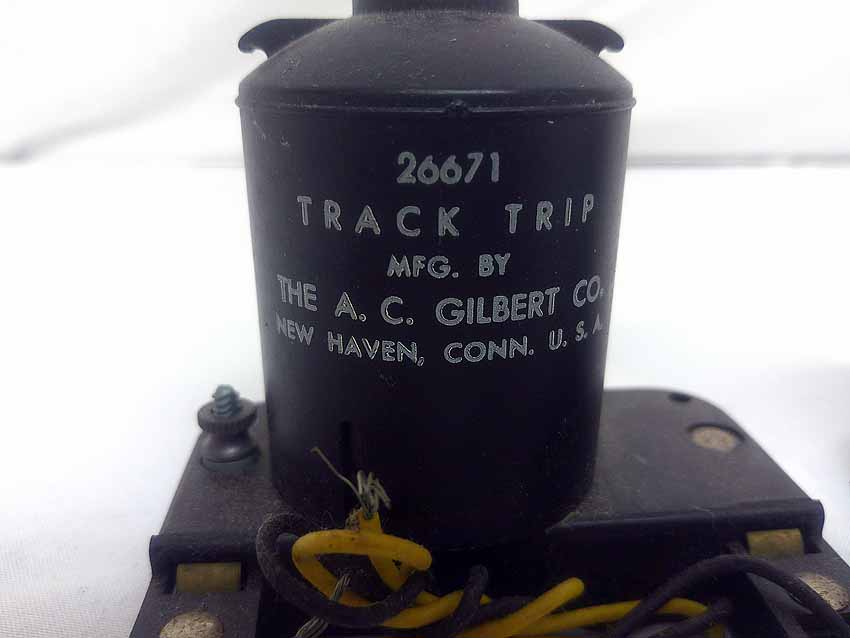 26671
TRACK TRIP
MFG. BY
THE A. C. GILBERT CO.
NEW HAVEN, CONN. U. S. A.